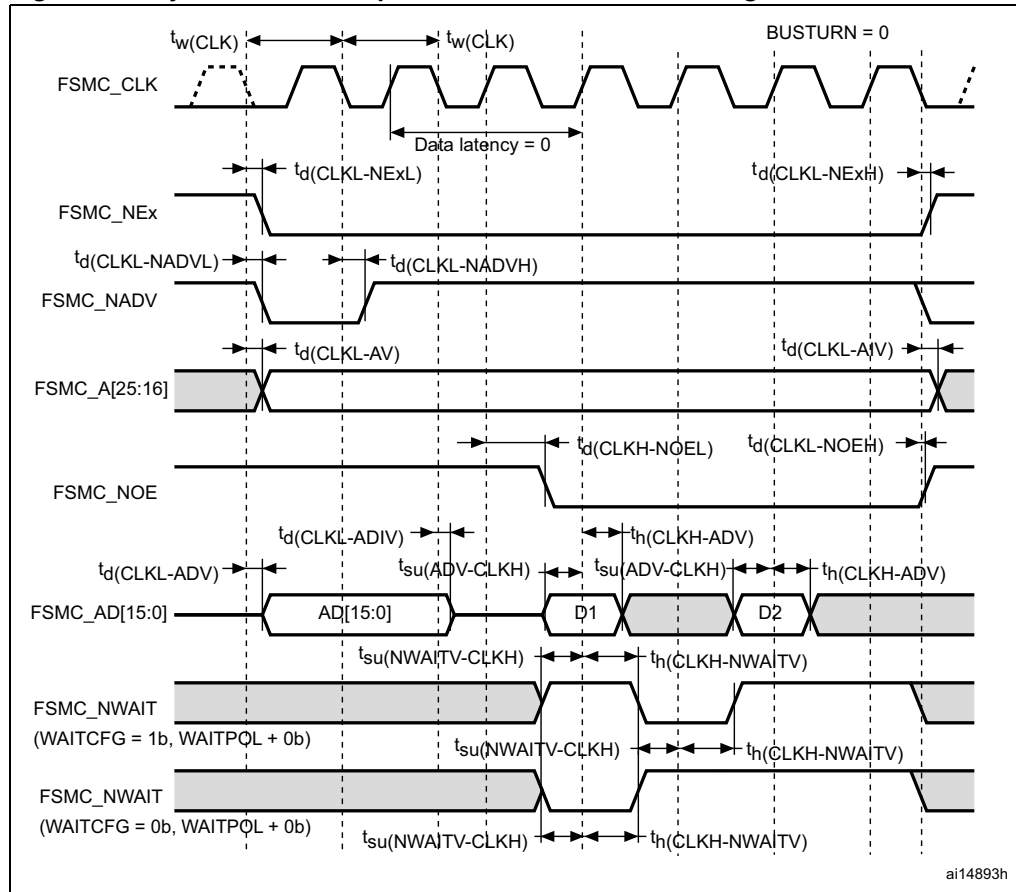 BUSTURN = 0
tw(CLK) tw(CLK)
FSMC_CLK
Data latency = 0
td(CLKL-NExL) td(CLKL-NExH)
FSMC_NEx
td(CLKL-NADVL) td(CLKL-NADVH)
FSMC_NADV
td(CLKL-AV) td(CLKL-AIV)
FSMC_A[25:16]
td(CLKH-NOEL) td(CLKL-NOEH)
FSMC_NOE
td(CLKL-ADIV) th(CLKH-ADV)
td(CLKL-ADV) tsu(ADV-CLKH) tsu(ADV-CLKH) th(CLKH-ADV)
FSMC_AD[15:0] AD[15:0] D1 D2
tsu(NWAITV-CLKH) th(CLKH-NWAITV)
FSMC_NWAIT
(WAITCFG = 1b, WAITPOL + 0b)
tsu(NWAITV-CLKH) th(CLKH-NWAITV)
FSMC_NWAIT
(WAITCFG = 0b, WAITPOL + 0b)
tsu(NWAITV-CLKH) th(CLKH-NWAITV)
ai14893h